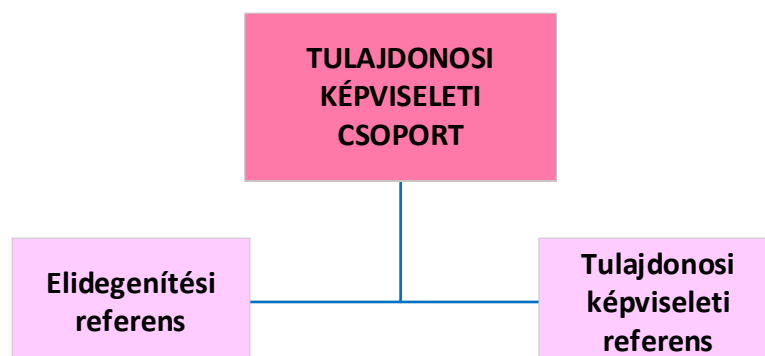 TULAJDONOSI
KÉPVISELETI
CSOPORT
Elidegenítési
referens
Tulajdonosi
képviseleti
referens